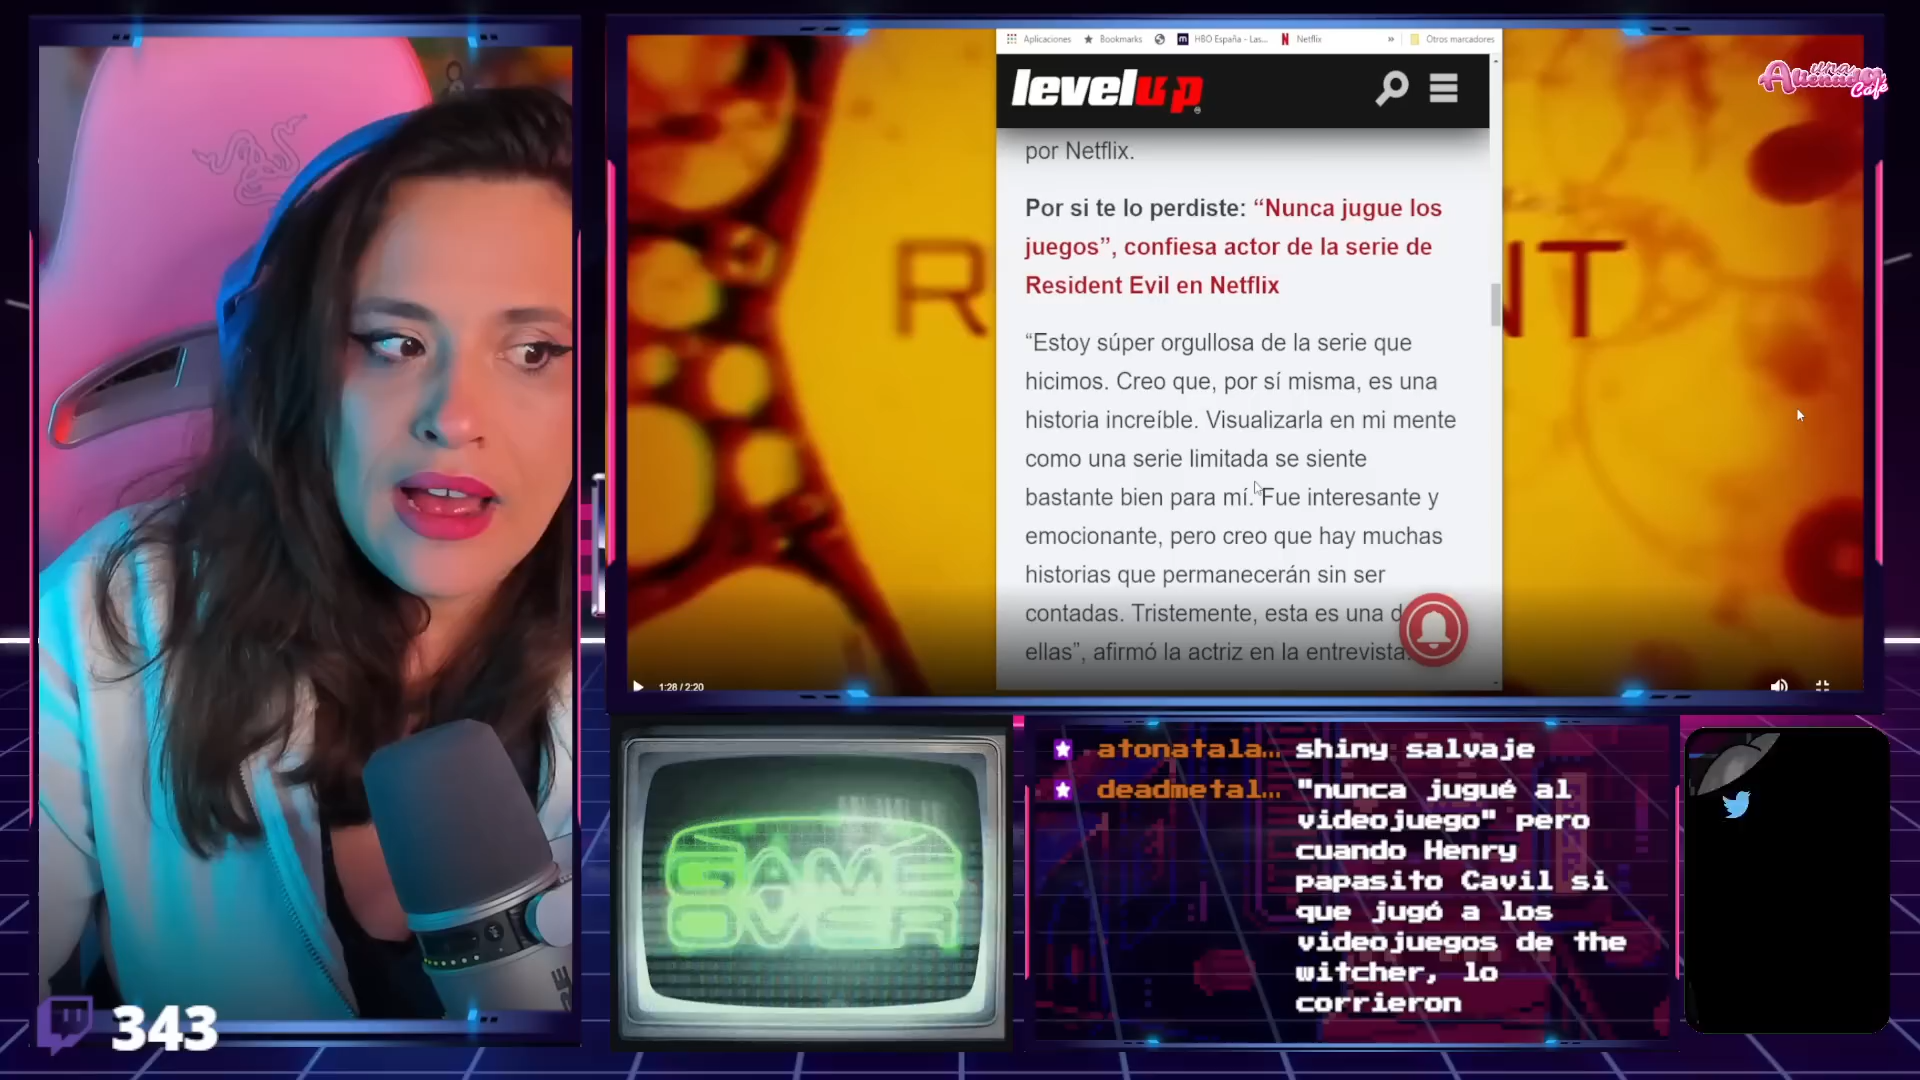 Aplicaciones
Bookmarks
HBO España - Las...
Netflix
»
Otros marcadores
levelup
por Netflix.
Por si te lo perdiste: “Nunca jugue los
juegos”, confiesa actor de la serie de
Resident Evil en Netflix
“Estoy súper orgullosa de la serie que
hicimos. Creo que, por sí misma, es una
historia increíble. Visualizarla en mi mente
como una serie limitada se siente
bastante bien para mí. Fue interesante y
emocionante, pero creo que hay muchas
historias que permanecerán sin ser
contadas. Tristemente, esta es una d
ellas”, afirmó la actriz en la entrevista.
R
NT
1:28 / 2:20
Café
GAME
OVER
atonatala... shiny salvaje
deadmetal... "nunca jugué al
videojuego" pero
cuando Henry
papasito Cavil si
que jugó a los
videojuegos de the
witcher, lo
corrieron
343